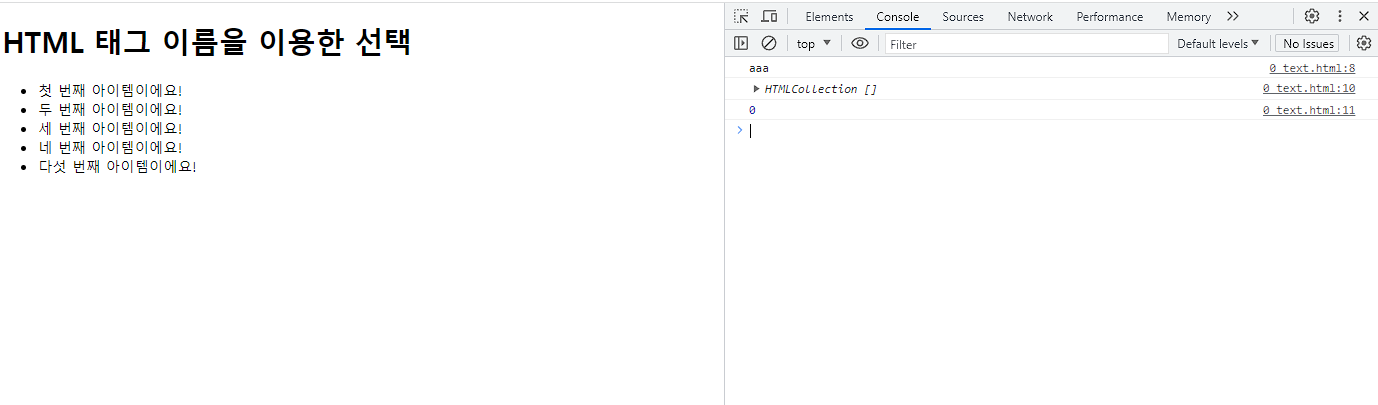 HTML 태그 이름을 이용한 선택
첫 번째 아이템이에요!
두 번째 아이템이에요!
세 번째 아이템이에요!
네 번째 아이템이에요!
다섯 번째 아이템이에요!
Elements Console Sources Network Performance Memory
top Filter Default levels No Issues
aaa 0 text.html:8
HTMLCollection [] 0 text.html:10
0 0 text.html:11